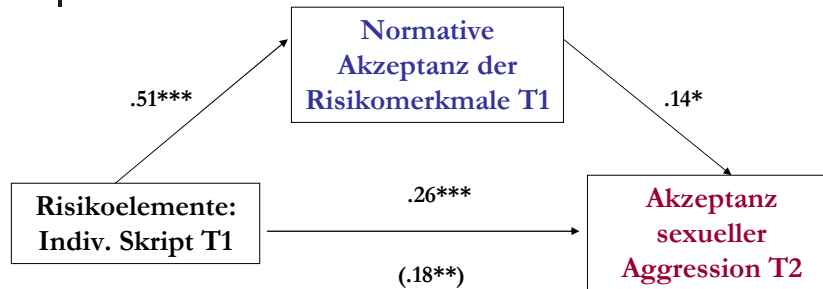 Normative
Akzeptanz der
Risikomerkmale T1
.51***
.14*
Risikoelemente:
Indiv. Skript T1
.26***
(.18**)
Akzeptanz
sexueller
Aggression T2